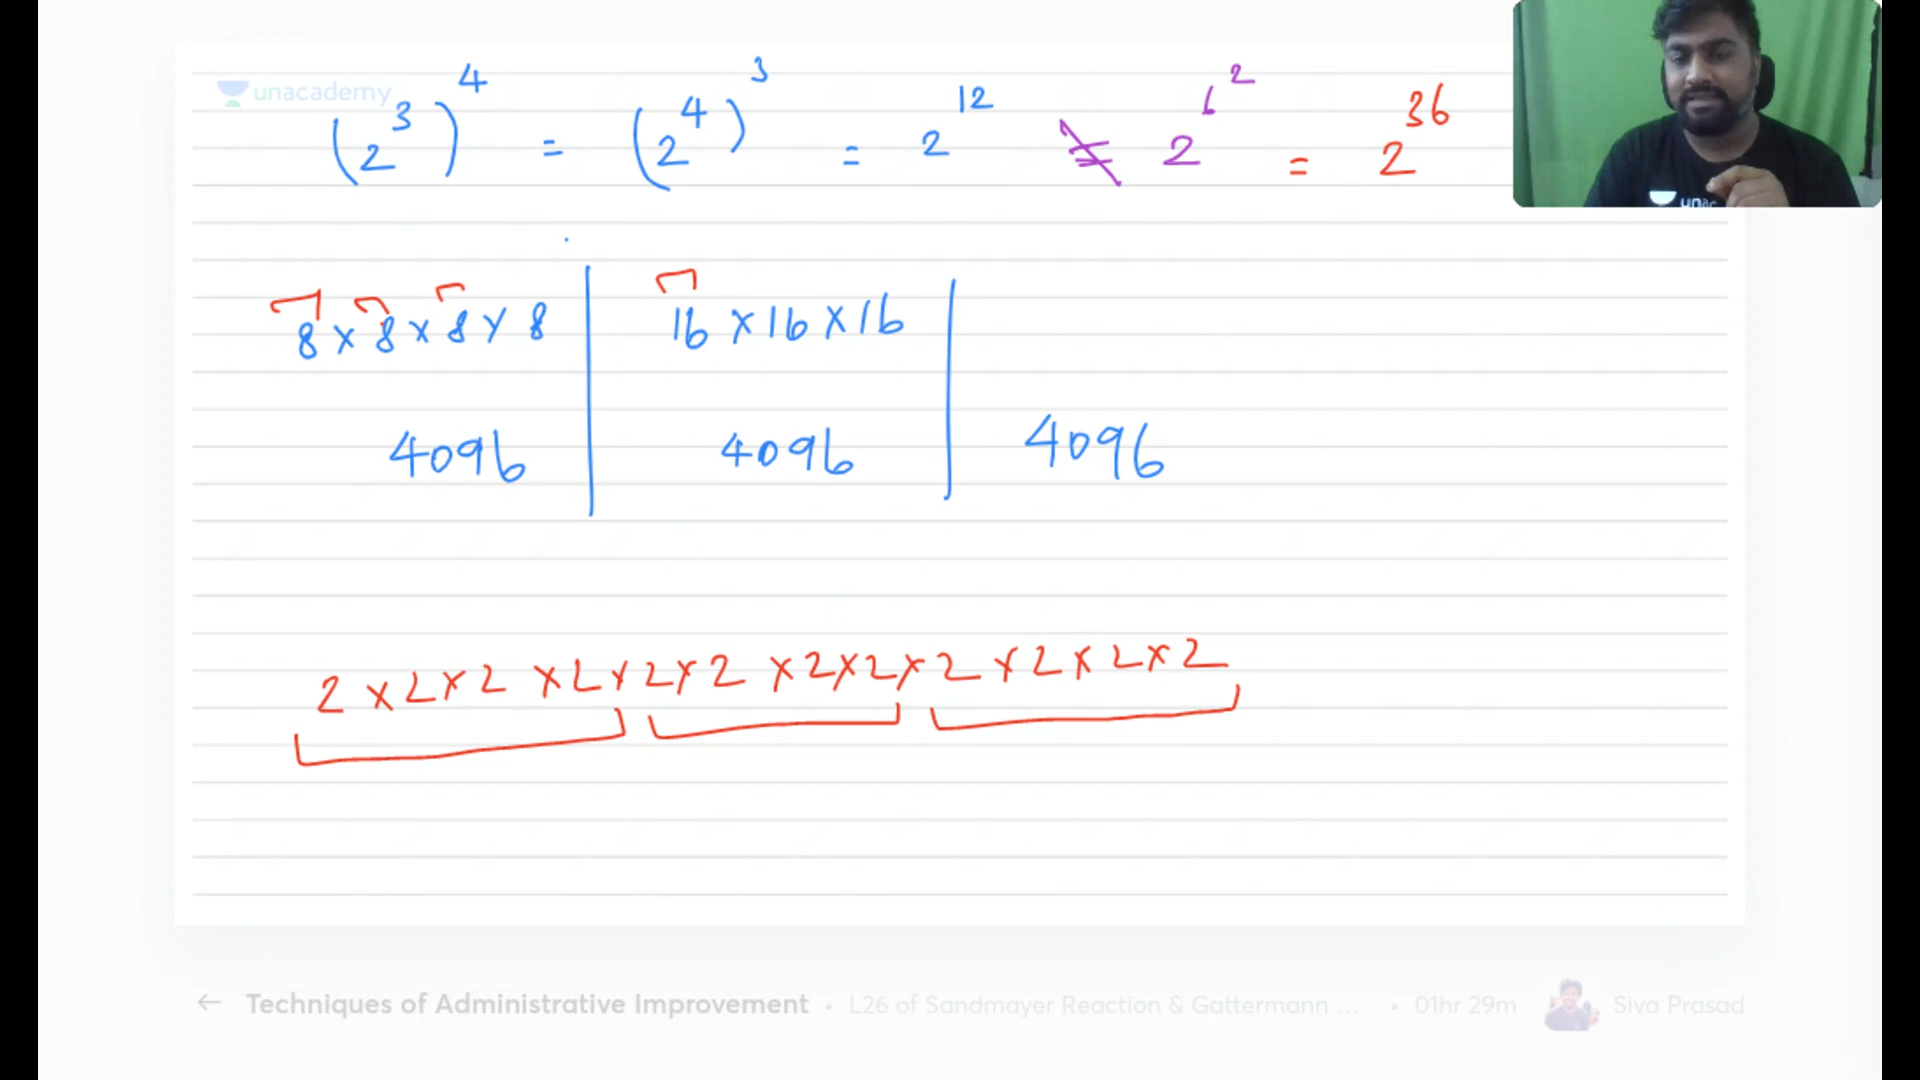 unacademy
(2^3)^4 = (2^4)^3 = 2^12 ≠ 2^6^2 = 2^36
8 × 8 × 8 × 8 | 16 × 16 × 16 |
4096 | 4096 | 4096
2 × 2 × 2 × 2 × 2 × 2 × 2 × 2 × 2 × 2 × 2 × 2
← Techniques of Administrative Improvement • L26 of Sandmayer Reaction & Gattermann ... • 01hr 29m Siva Prasad